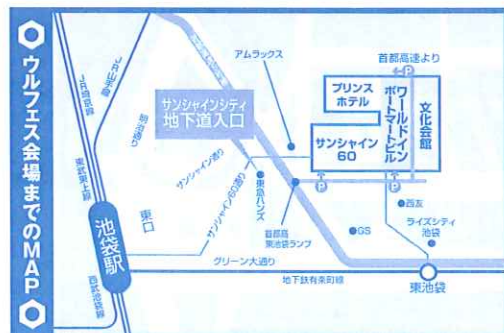 ウルフェス会場までのMAP
JR山手線
JR埼京線
東武東上線
池袋駅
西武池袋線
明治通り
東口
サンシャイン通り
サンシャイン60通り
グリーン大通り
地下鉄有楽町線
サンシャインシティ
地下道入口
アムラックス
東急ハンズ
首都高
東池袋ランプ
首都高速より
P
プリンス
ホテル
サンシャイン
60
ワールドイン
ポートマートビル
文化会館
P
P
西友
GS
ライズシティ
池袋
東池袋